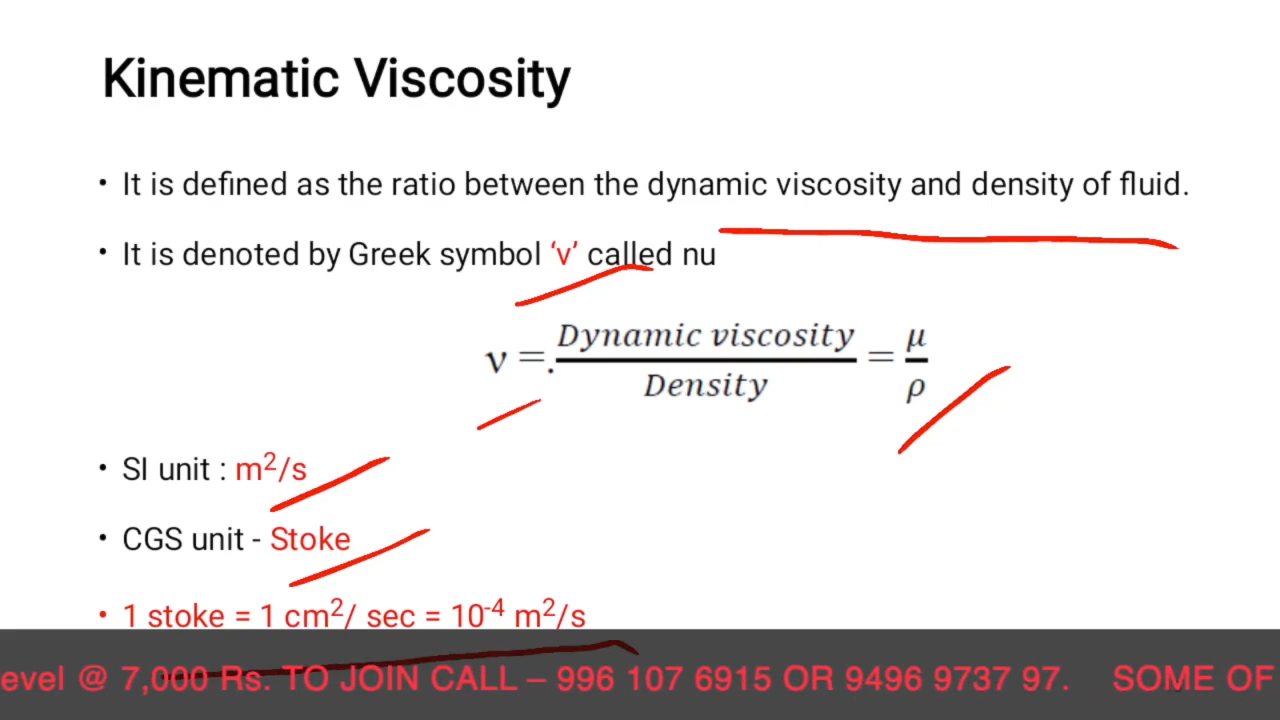 Kinematic Viscosity
• It is defined as the ratio between the dynamic viscosity and density of fluid.
• It is denoted by Greek symbol ‘ν’ called nu
ν = Dynamic viscosity / Density = μ / ρ
• SI unit : m²/s
• CGS unit - Stoke
• 1 stoke = 1 cm²/ sec = 10⁻⁴ m²/s
evel @ 7,000 Rs. TO JOIN CALL – 996 107 6915 OR 9496 9737 97. SOME OF